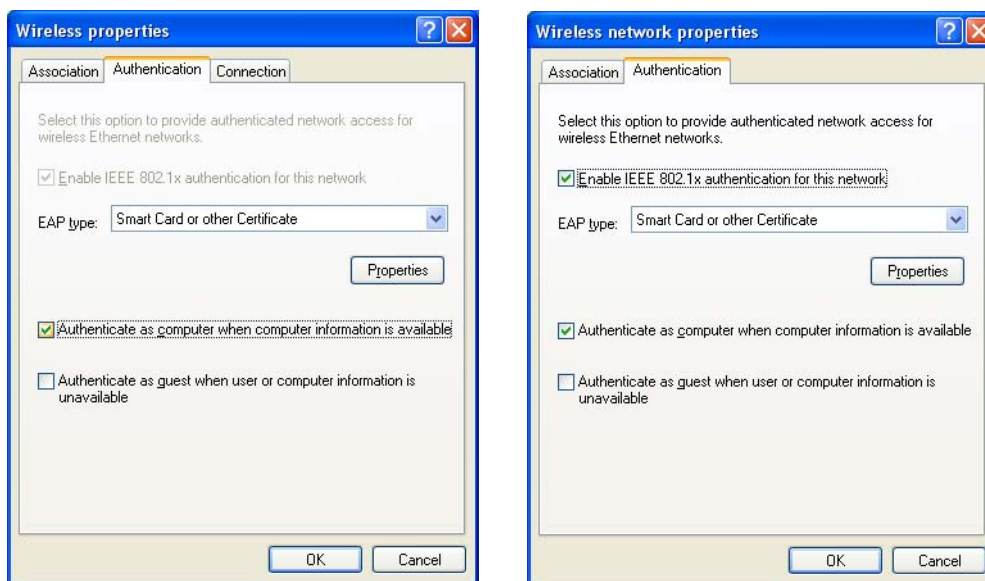 Wireless properties
Association Authentication Connection
Select this option to provide authenticated network access for
wireless Ethernet networks.
Enable IEEE 802.1x authentication for this network
EAP type: Smart Card or other Certificate
Properties
Authenticate as computer when computer information is available
Authenticate as guest when user or computer information is
unavailable
OK Cancel
Wireless network properties
Association Authentication
Select this option to provide authenticated network access for
wireless Ethernet networks.
Enable IEEE 802.1x authentication for this network
EAP type: Smart Card or other Certificate
Properties
Authenticate as computer when computer information is available
Authenticate as guest when user or computer information is
unavailable
OK Cancel